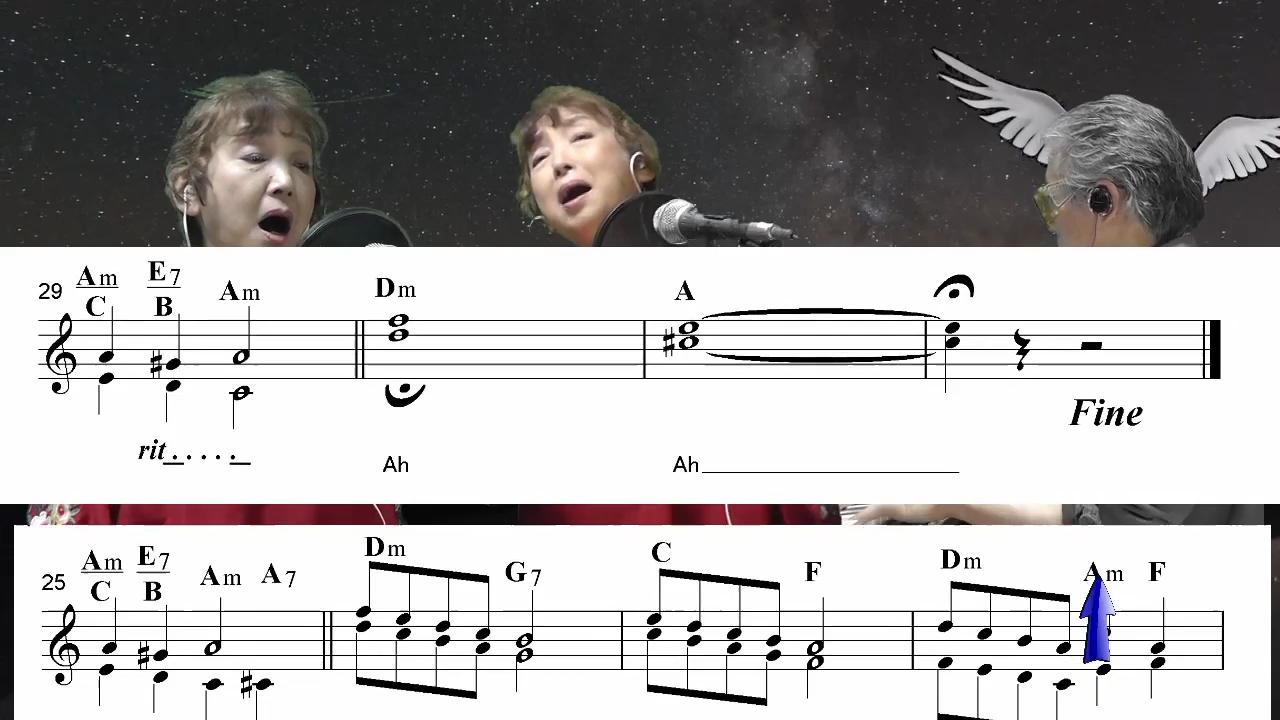 29 Am/C E7/B Am Dm A
rit.....
Fine
Ah Ah
25 Am/C E7/B Am A7 Dm G7 C F Dm Am F